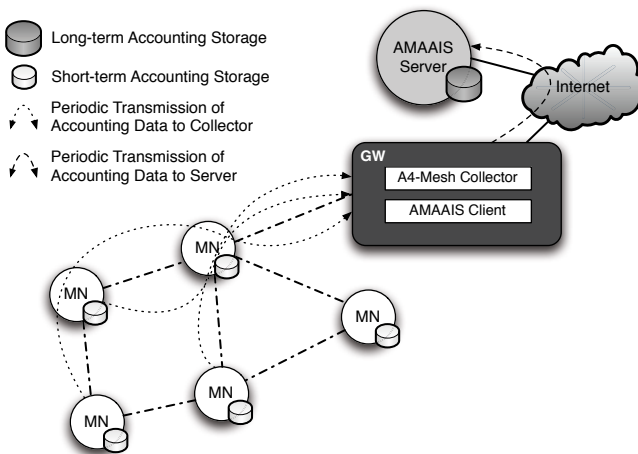 Long-term Accounting Storage
Short-term Accounting Storage
Periodic Transmission of
Accounting Data to Collector
Periodic Transmission of
Accounting Data to Server
AMAAIS
Server
Internet
GW
A4-Mesh Collector
AMAAIS Client
MN
MN
MN
MN
MN